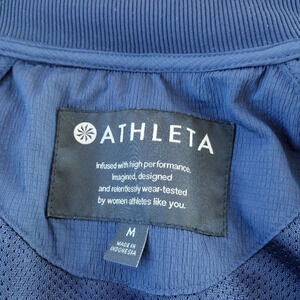 ATHLETA
Infused with high performance.
Imagined, designed
and relentlessly wear-tested
by women athletes like you.
M
MADE IN
INDONESIA